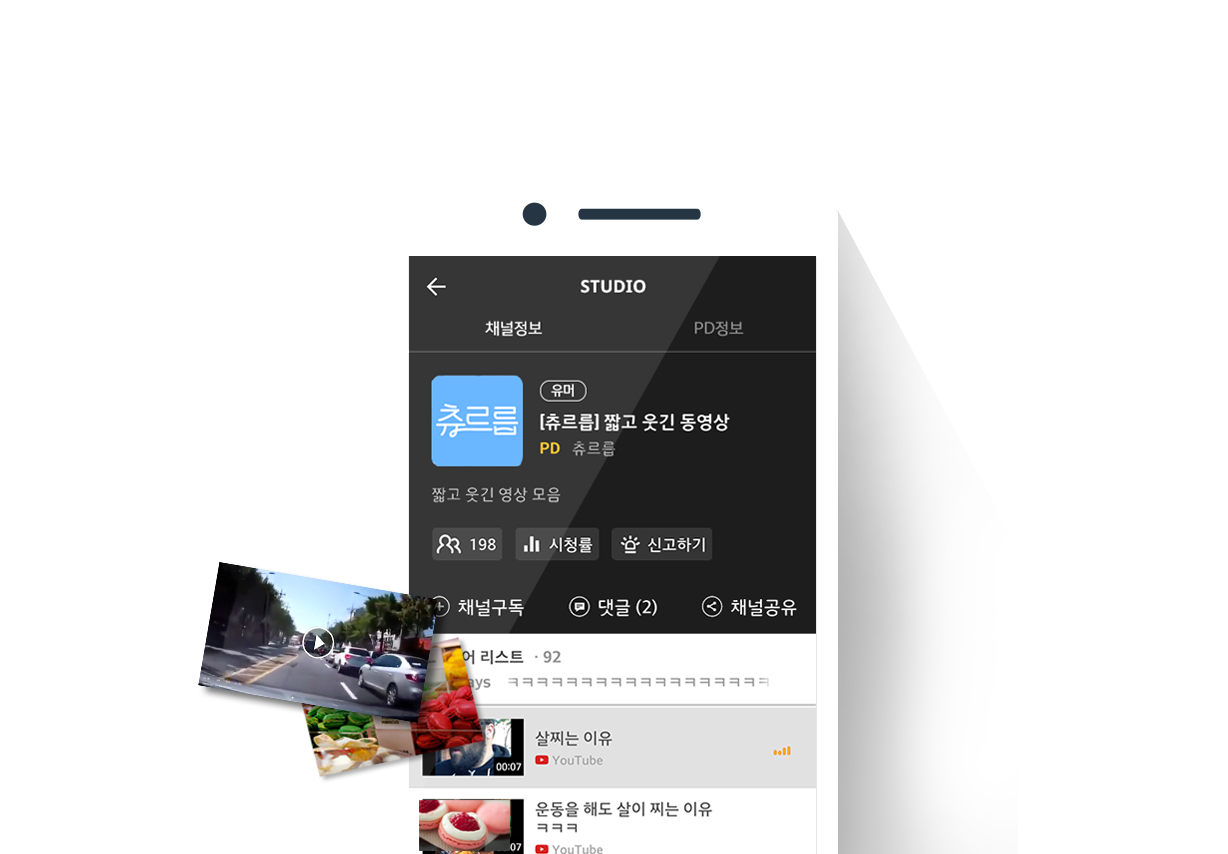 STUDIO
채널정보 PD정보
츄르릅
유머
[츄르릅] 짧고 웃긴 동영상
PD 츄르릅
짧고 웃긴 영상 모음
198 시청률 신고하기
채널구독 댓글 (2) 채널공유
어 리스트 · 92
ays ㅋㅋㅋㅋㅋㅋㅋㅋㅋㅋㅋㅋㅋㅋㅋㅋㅋㅋ
00:07
살찌는 이유
YouTube
07
운동을 해도 살이 찌는 이유
ㅋㅋㅋ
YouTube